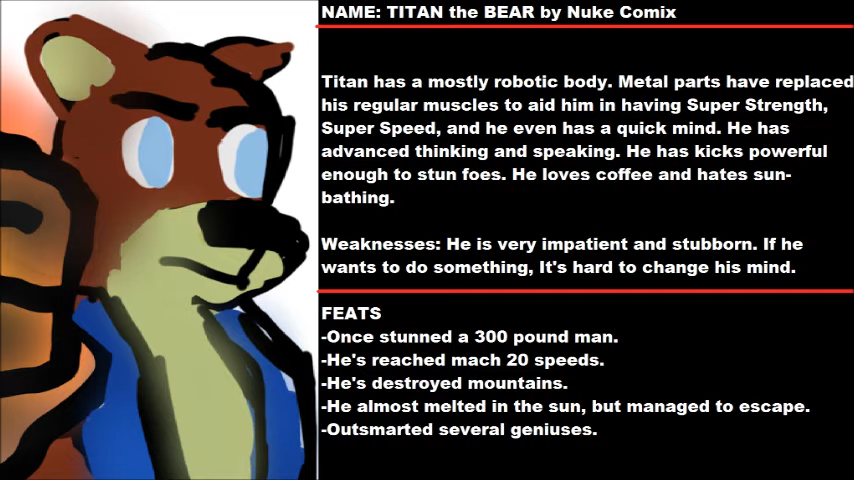 NAME: TITAN the BEAR by Nuke Comix
Titan has a mostly robotic body. Metal parts have replaced
his regular muscles to aid him in having Super Strength,
Super Speed, and he even has a quick mind. He has
advanced thinking and speaking. He has kicks powerful
enough to stun foes. He loves coffee and hates sun-
bathing.
Weaknesses: He is very impatient and stubborn. If he
wants to do something, It's hard to change his mind.
FEATS
-Once stunned a 300 pound man.
-He's reached mach 20 speeds.
-He's destroyed mountains.
-He almost melted in the sun, but managed to escape.
-Outsmarted several geniuses.